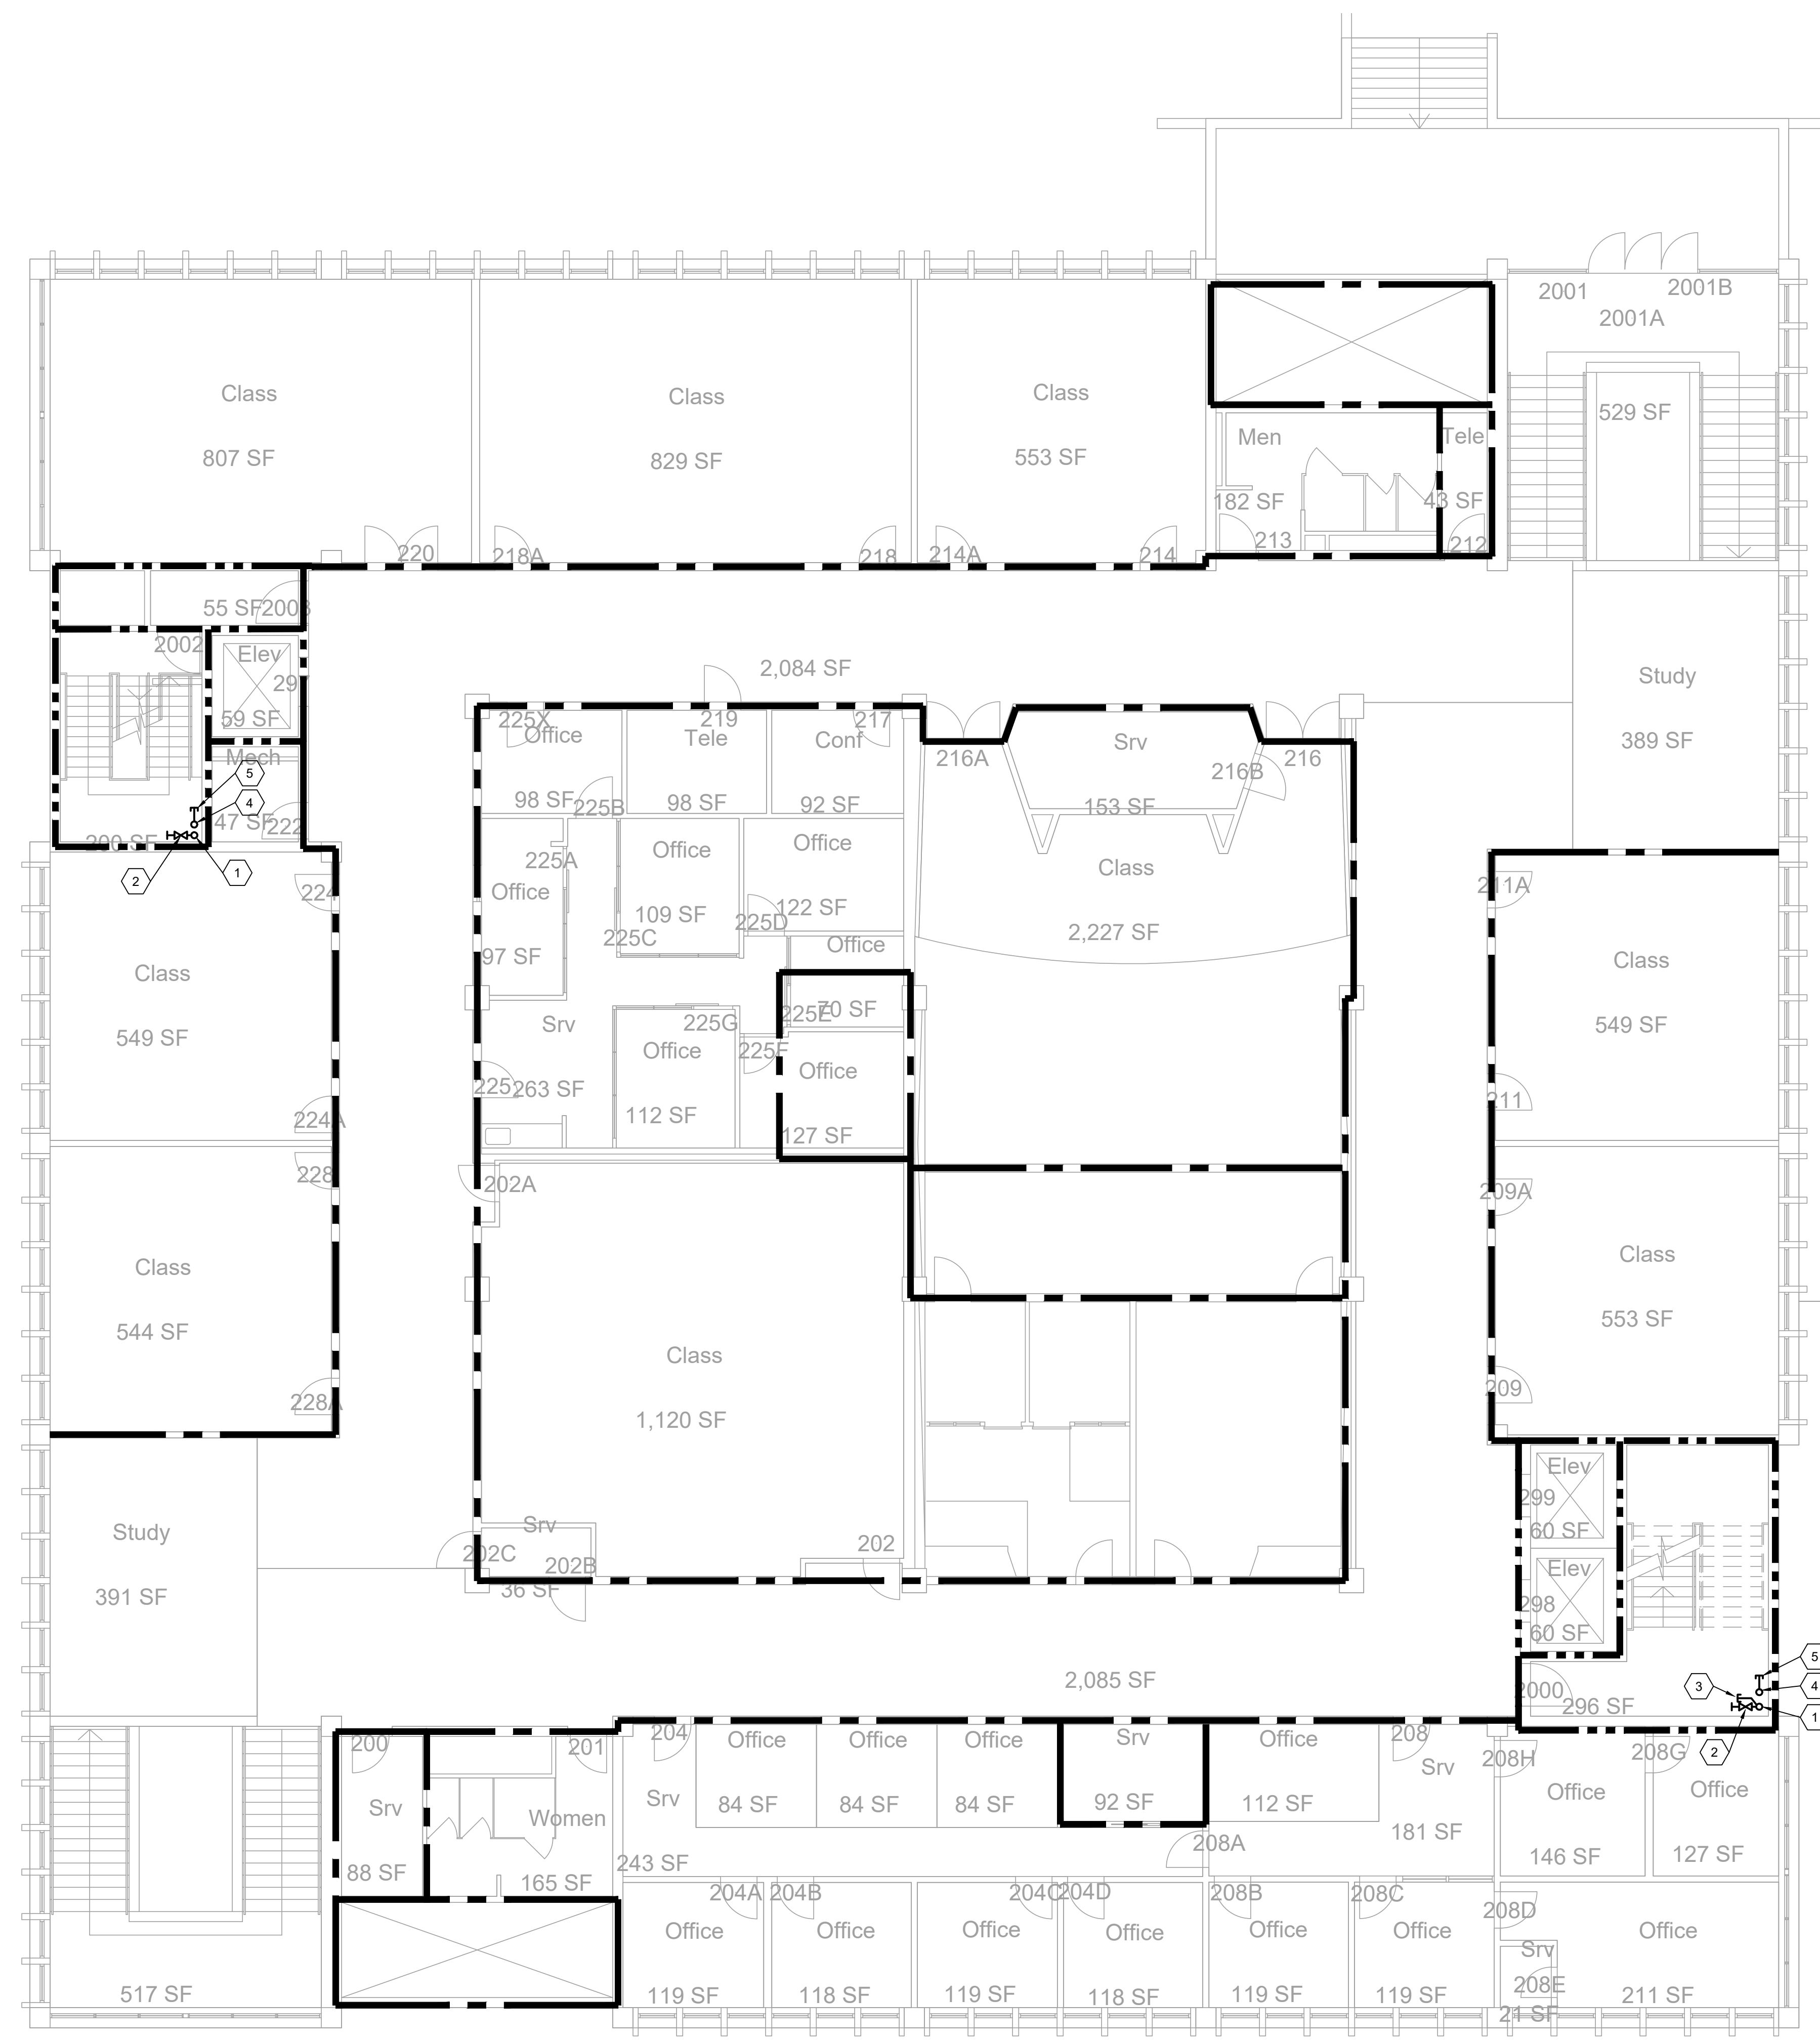 2001
2001B
2001A
529 SF
Class
807 SF
220
Class
829 SF
218A
218
Class
553 SF
214A
214
Men
182 SF
213
Tele
43 SF
212
55 SF
2003
2002
Elev
59 SF
Mech
47 SF
222
200 SF
5
4
1
2
2,084 SF
Study
389 SF
225X
Office
98 SF
225B
219
Tele
98 SF
217
Conf
92 SF
216A
Srv
153 SF
216B
216
225A
Office
97 SF
Office
109 SF
225C
Office
122 SF
225D
Office
70 SF
225E
Class
2,227 SF
Srv
225
263 SF
225G
Office
112 SF
225F
Office
127 SF
224
Class
549 SF
224A
228
Class
544 SF
228A
211A
Class
549 SF
211
209A
Class
553 SF
209
202A
Class
1,120 SF
Srv
202C
202B
36 SF
202
Study
391 SF
2,085 SF
Elev
299
60 SF
Elev
298
60 SF
2000
296 SF
5
4
3
1
2
200
Srv
88 SF
201
Women
165 SF
204
Srv
243 SF
Office
84 SF
Office
84 SF
Office
84 SF
Srv
92 SF
208A
Office
112 SF
208
Srv
181 SF
208H
Office
146 SF
208G
Office
127 SF
517 SF
204A
Office
119 SF
204B
Office
118 SF
204C
Office
119 SF
204D
Office
118 SF
208B
Office
119 SF
208C
Office
119 SF
208D
Srv
208E
21 SF
Office
211 SF